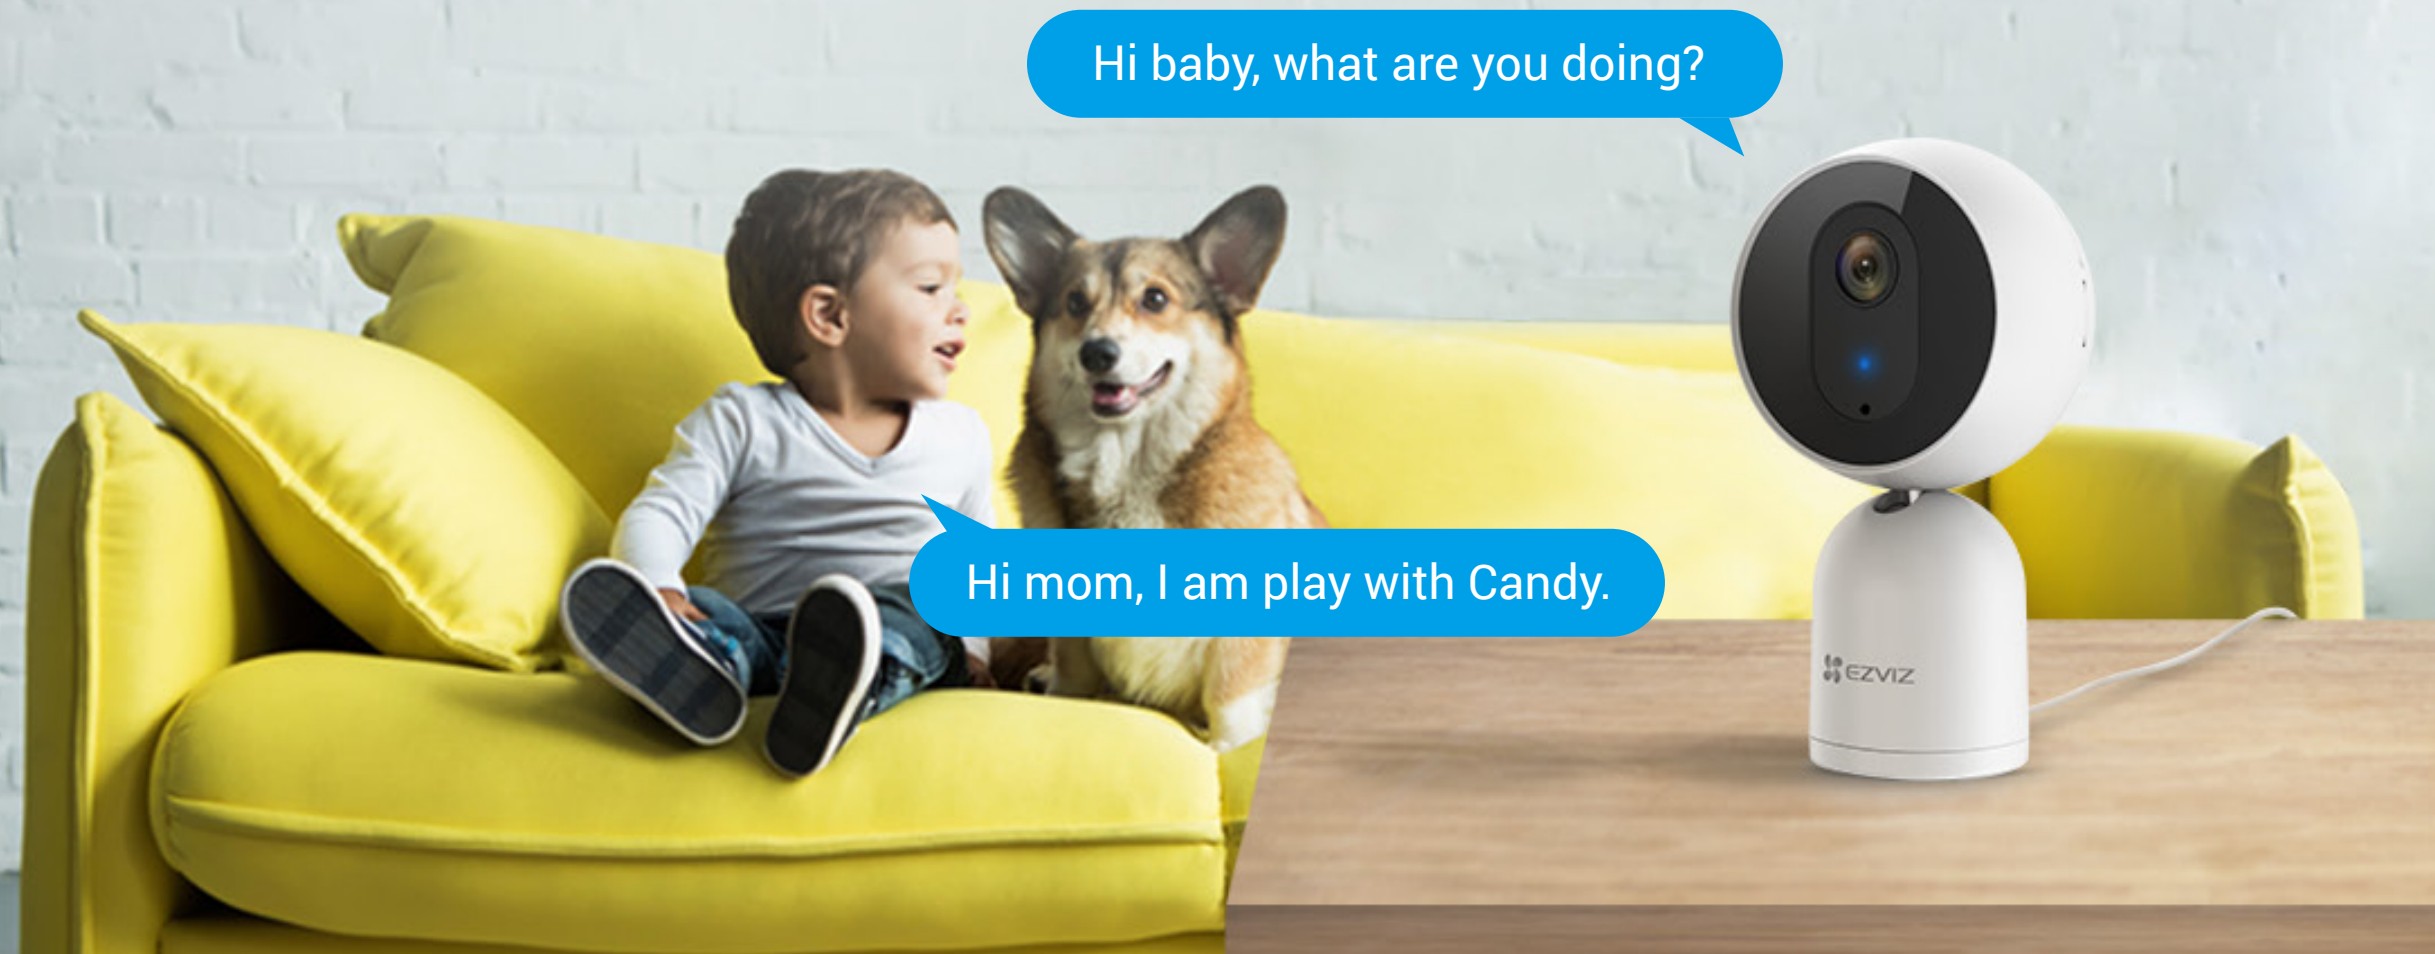 Hi baby, what are you doing?
Hi mom, I am play with Candy.
EZVIZ